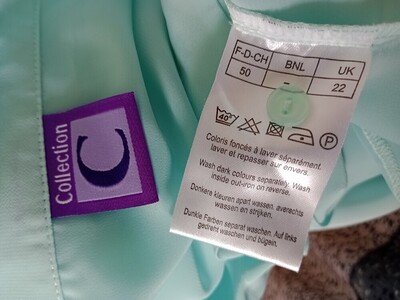 Collection
C
F-D-CH BNL UK
50 - 22
40°
P
Coloris foncés à laver séparément.
laver et repasser sur envers.
Wash dark colours separately. Wash
inside out-iron on reverse.
Donkere kleuren apart wassen, averechts
wassen en strijken.
Dunkle Farben separat waschen. Auf links
gedreht waschen und bügeln.